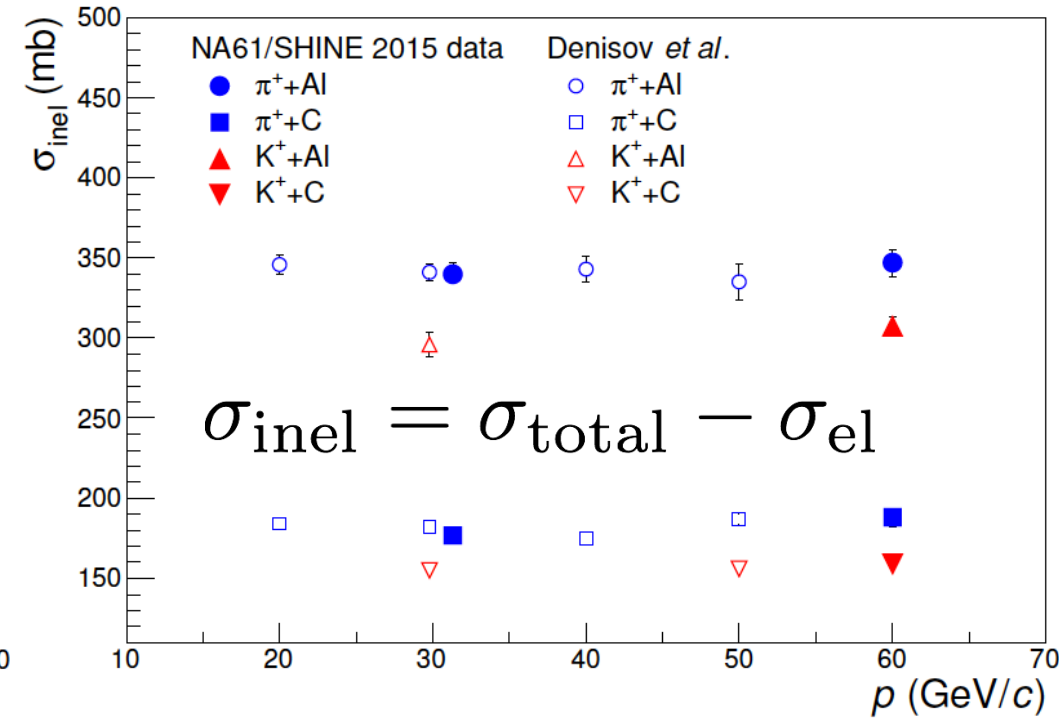 σinel (mb)
500
450
400
350
300
250
200
150
NA61/SHINE 2015 data
π⁺+Al
π⁺+C
K⁺+Al
K⁺+C
Denisov et al.
π⁺+Al
π⁺+C
K⁺+Al
K⁺+C
σinel = σtotal − σel
0
10 20 30 40 50 60 70
p (GeV/c)